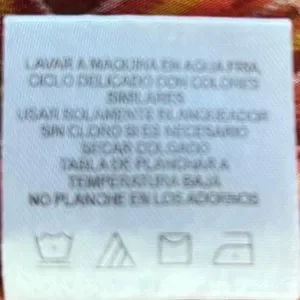 LAVAR A MAQUINA EN AGUA FRIA,
CICLO DELICADO CON COLORES
SIMILARES
USAR SOLAMENTE BLANQUEADOR
SIN CLORO SI ES NECESARIO
SECAR COLGADO
TABLA DE PLANCHAR A
TEMPERATURA BAJA
NO PLANCHE EN LOS ADORNOS